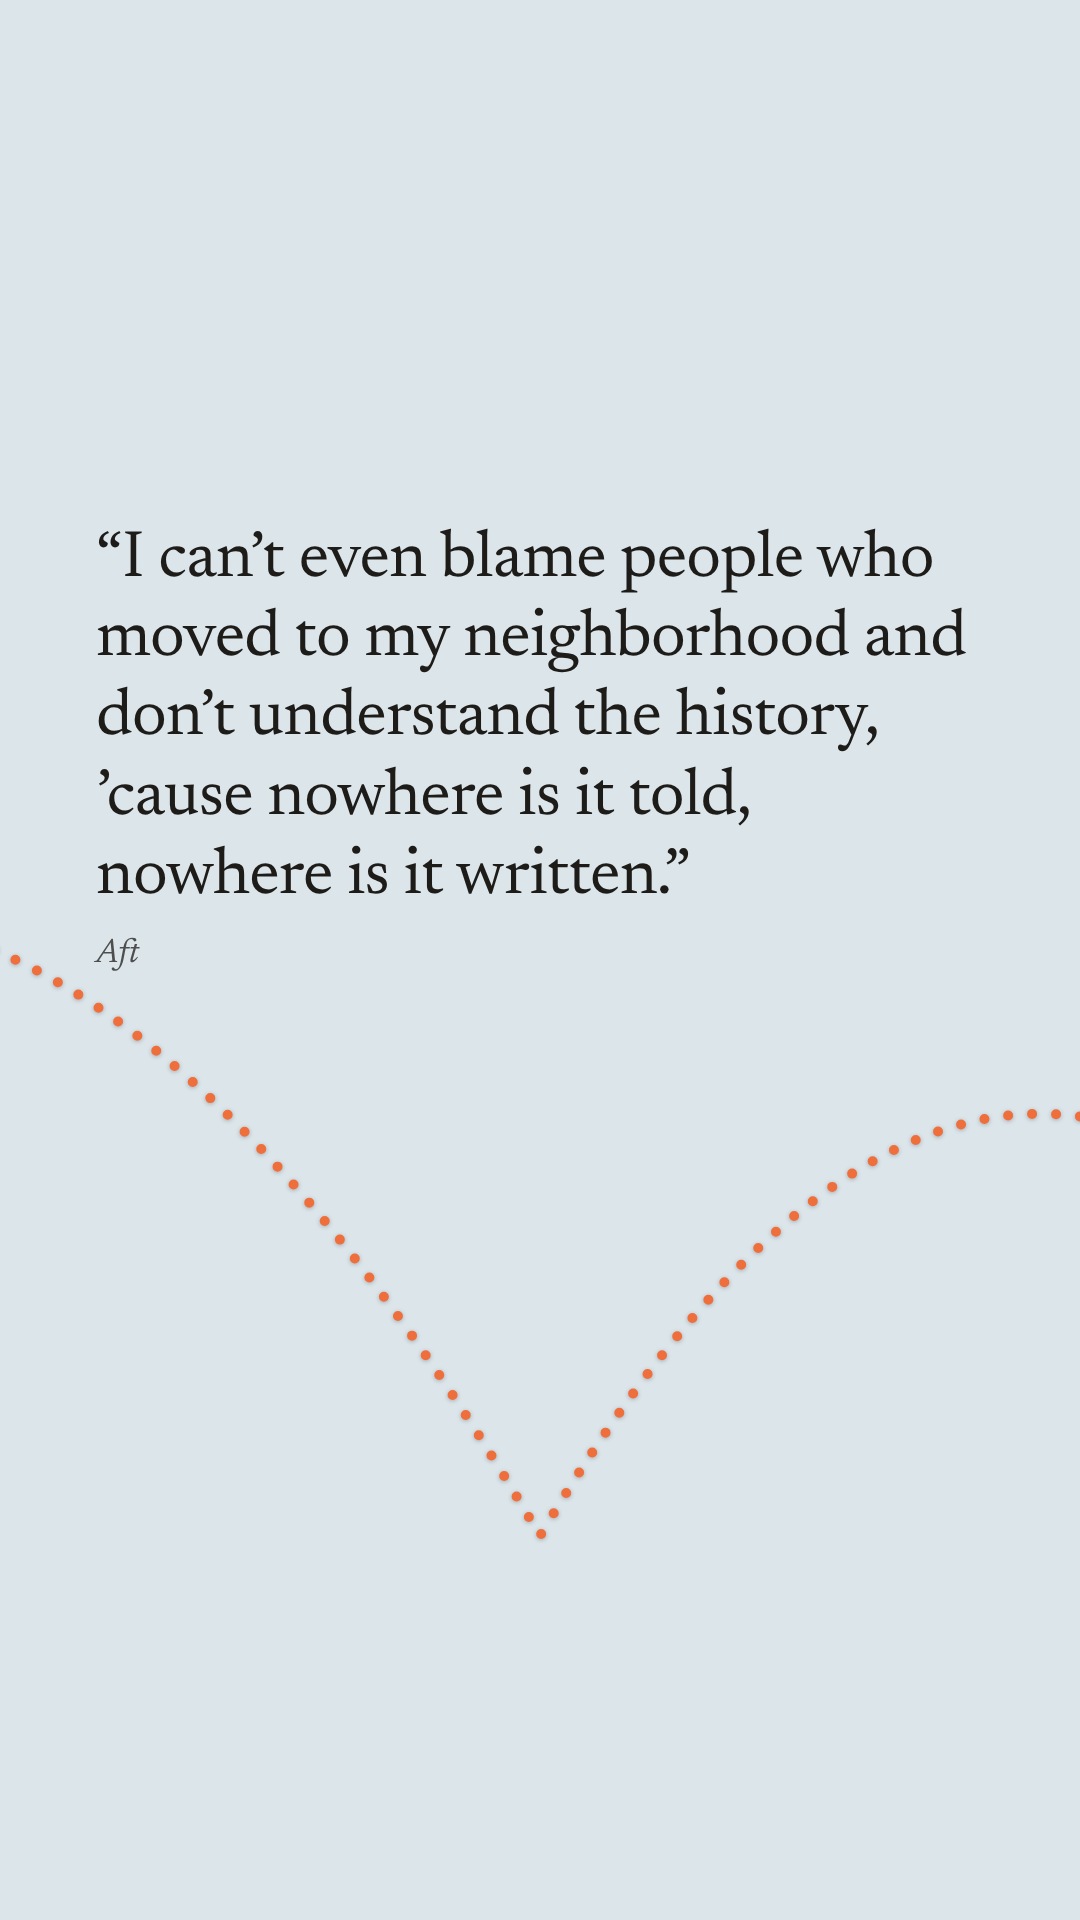 “I can’t even blame people who
moved to my neighborhood and
don’t understand the history,
’cause nowhere is it told,
nowhere is it written.”
Aft